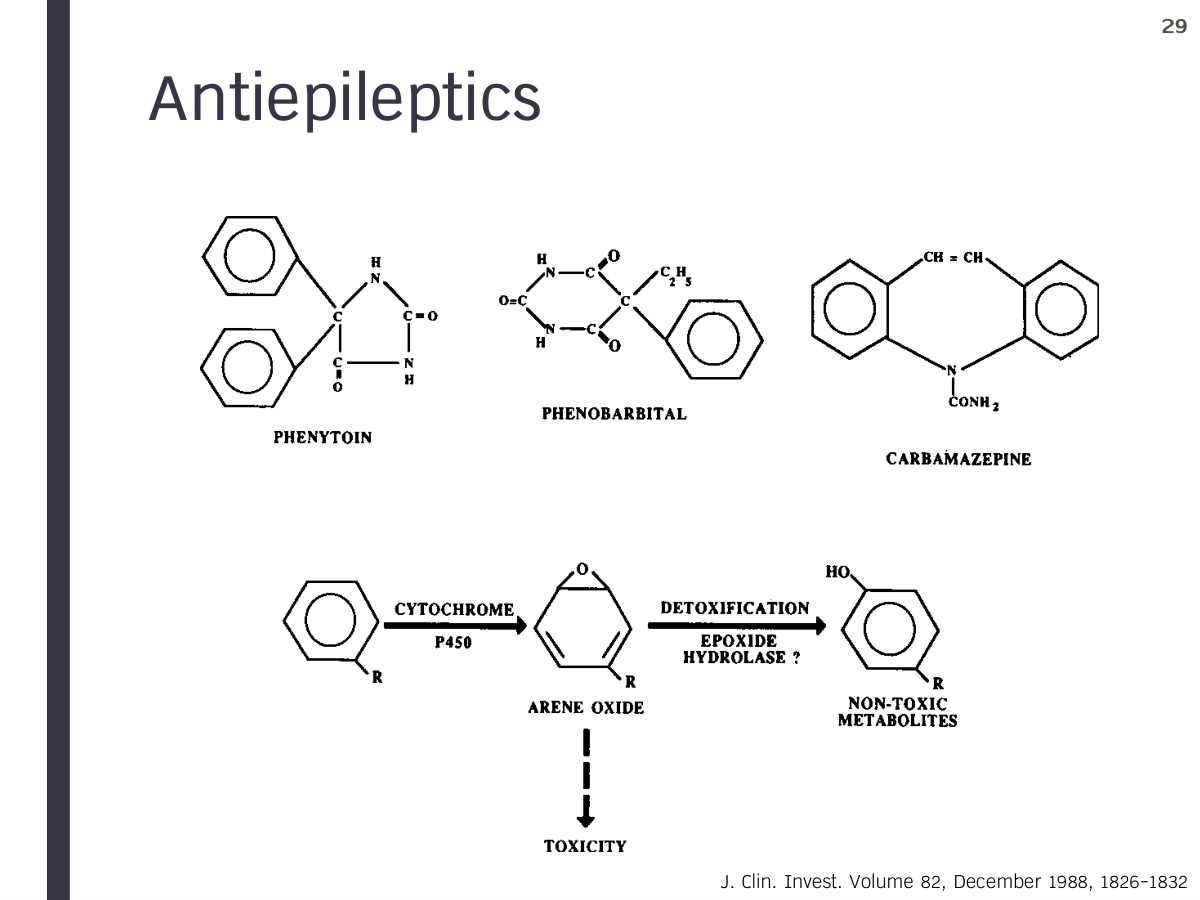 29
Antiepileptics
H
N
C
C=O
C
N
O
H
PHENYTOIN
H
O
N
C
C2H5
O=C
C
N
C
H
O
PHENOBARBITAL
CH = CH
N
CONH2
CARBAMAZEPINE
O
HO
CYTOCHROME
P450
DETOXIFICATION
EPOXIDE
HYDROLASE ?
R
R
R
ARENE OXIDE
NON-TOXIC
METABOLITES
TOXICITY
J. Clin. Invest. Volume 82, December 1988, 1826-1832